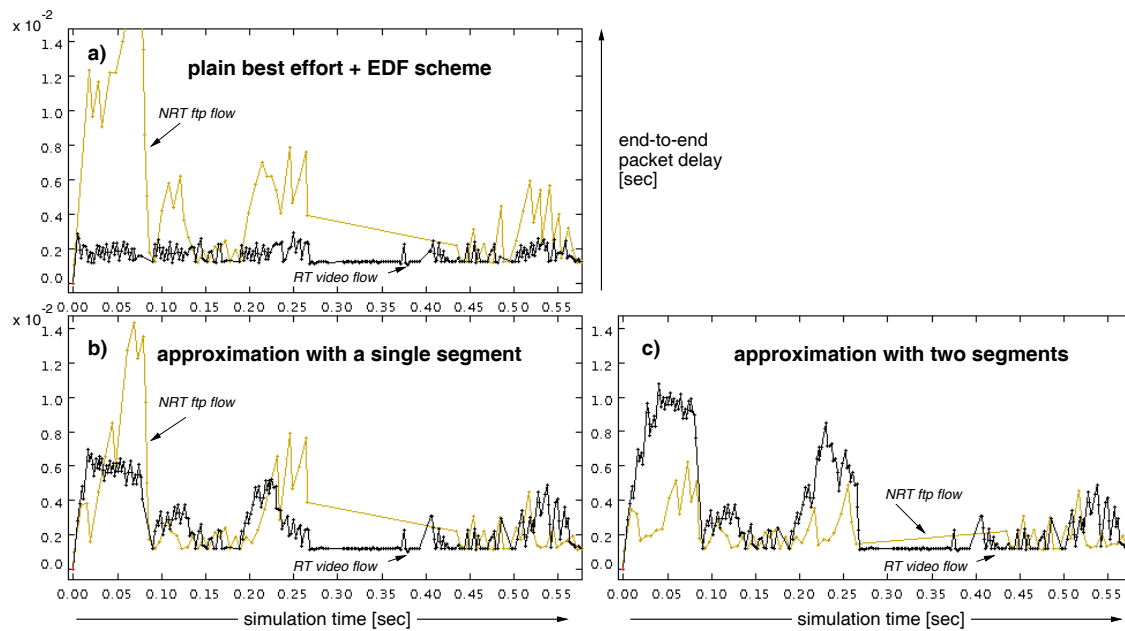 x 10-2
a)
plain best effort + EDF scheme
1.4
1.2
1.0
0.8
0.6
0.4
0.2
0.0
NRT ftp flow
RT video flow
0.00 0.05 0.10 0.15 0.20 0.25 0.30 0.35 0.40 0.45 0.50 0.55
end-to-end
packet delay
[sec]
x 10-2
b)
approximation with a single segment
1.4
1.2
1.0
0.8
0.6
0.4
0.2
0.0
NRT ftp flow
RT video flow
0.00 0.05 0.10 0.15 0.20 0.25 0.30 0.35 0.40 0.45 0.50 0.55
simulation time [sec]
c)
approximation with two segments
1.4
1.2
1.0
0.8
0.6
0.4
0.2
0.0
NRT ftp flow
RT video flow
0.00 0.05 0.10 0.15 0.20 0.25 0.30 0.35 0.40 0.45 0.50 0.55
simulation time [sec]